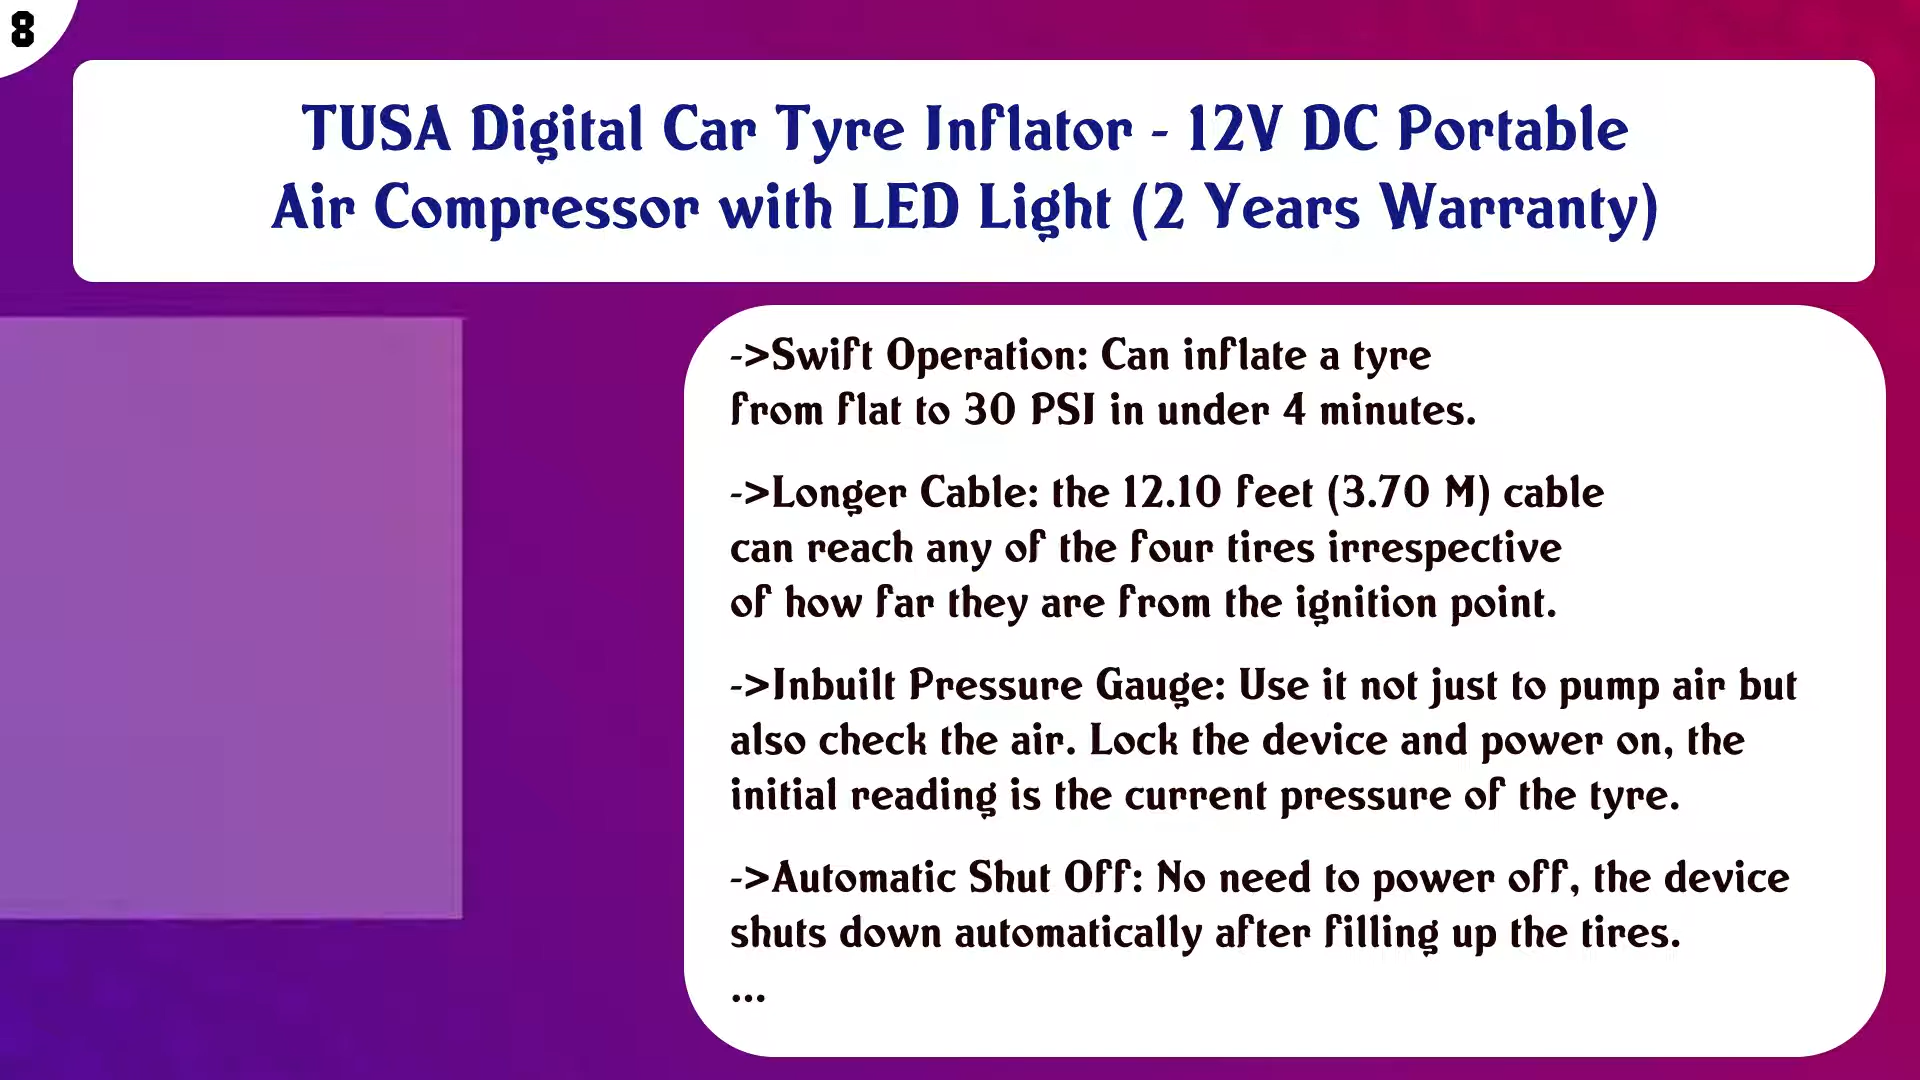 8
TUSA Digital Car Tyre Inflator - 12V DC Portable
Air Compressor with LED Light (2 Years Warranty)
->Swift Operation: Can inflate a tyre
from flat to 30 PSI in under 4 minutes.
->Longer Cable: the 12.10 feet (3.70 M) cable
can reach any of the four tires irrespective
of how far they are from the ignition point.
->Inbuilt Pressure Gauge: Use it not just to pump air but
also check the air. Lock the device and power on, the
initial reading is the current pressure of the tyre.
->Automatic Shut Off: No need to power off, the device
shuts down automatically after filling up the tires.
...